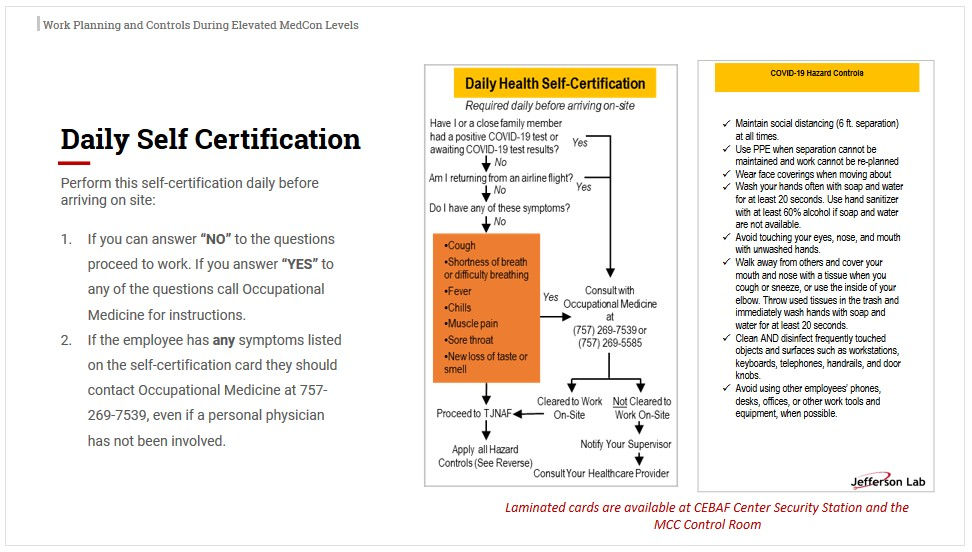 Work Planning and Controls During Elevated MedCon Levels
Daily Self Certification
Perform this self-certification daily before
arriving on site:
1. If you can answer “NO” to the questions
proceed to work. If you answer “YES” to
any of the questions call Occupational
Medicine for instructions.
2. If the employee has any symptoms listed
on the self-certification card they should
contact Occupational Medicine at 757-
269-7539, even if a personal physician
has not been involved.
Daily Health Self-Certification
Required daily before arriving on-site
Have I or a close family member
had a positive COVID-19 test or
awaiting COVID-19 test results?
Yes
No
Am I returning from an airline flight?
Yes
No
Do I have any of these symptoms?
No
•Cough
•Shortness of breath
or difficulty breathing
•Fever
•Chills
•Muscle pain
•Sore throat
•New loss of taste or
smell
Yes
Consult with
Occupational Medicine
at
(757) 269-7539 or
(757) 269-5585
Proceed to TJNAF
Cleared to Work
On-Site
Not Cleared to
Work On-Site
Apply all Hazard
Controls (See Reverse)
Notify Your Supervisor
Consult Your Healthcare Provider
COVID-19 Hazard Controls
✓ Maintain social distancing (6 ft. separation)
at all times.
✓ Use PPE when separation cannot be
maintained and work cannot be re-planned
✓ Wear face coverings when moving about
✓ Wash your hands often with soap and water
for at least 20 seconds. Use hand sanitizer
with at least 60% alcohol if soap and water
are not available.
✓ Avoid touching your eyes, nose, and mouth
with unwashed hands.
✓ Walk away from others and cover your
mouth and nose with a tissue when you
cough or sneeze, or use the inside of your
elbow. Throw used tissues in the trash and
immediately wash hands with soap and
water for at least 20 seconds.
✓ Clean AND disinfect frequently touched
objects and surfaces such as workstations,
keyboards, telephones, handrails, and door
knobs.
✓ Avoid using other employees' phones,
desks, offices, or other work tools and
equipment, when possible.
Jefferson Lab
Laminated cards are available at CEBAF Center Security Station and the
MCC Control Room